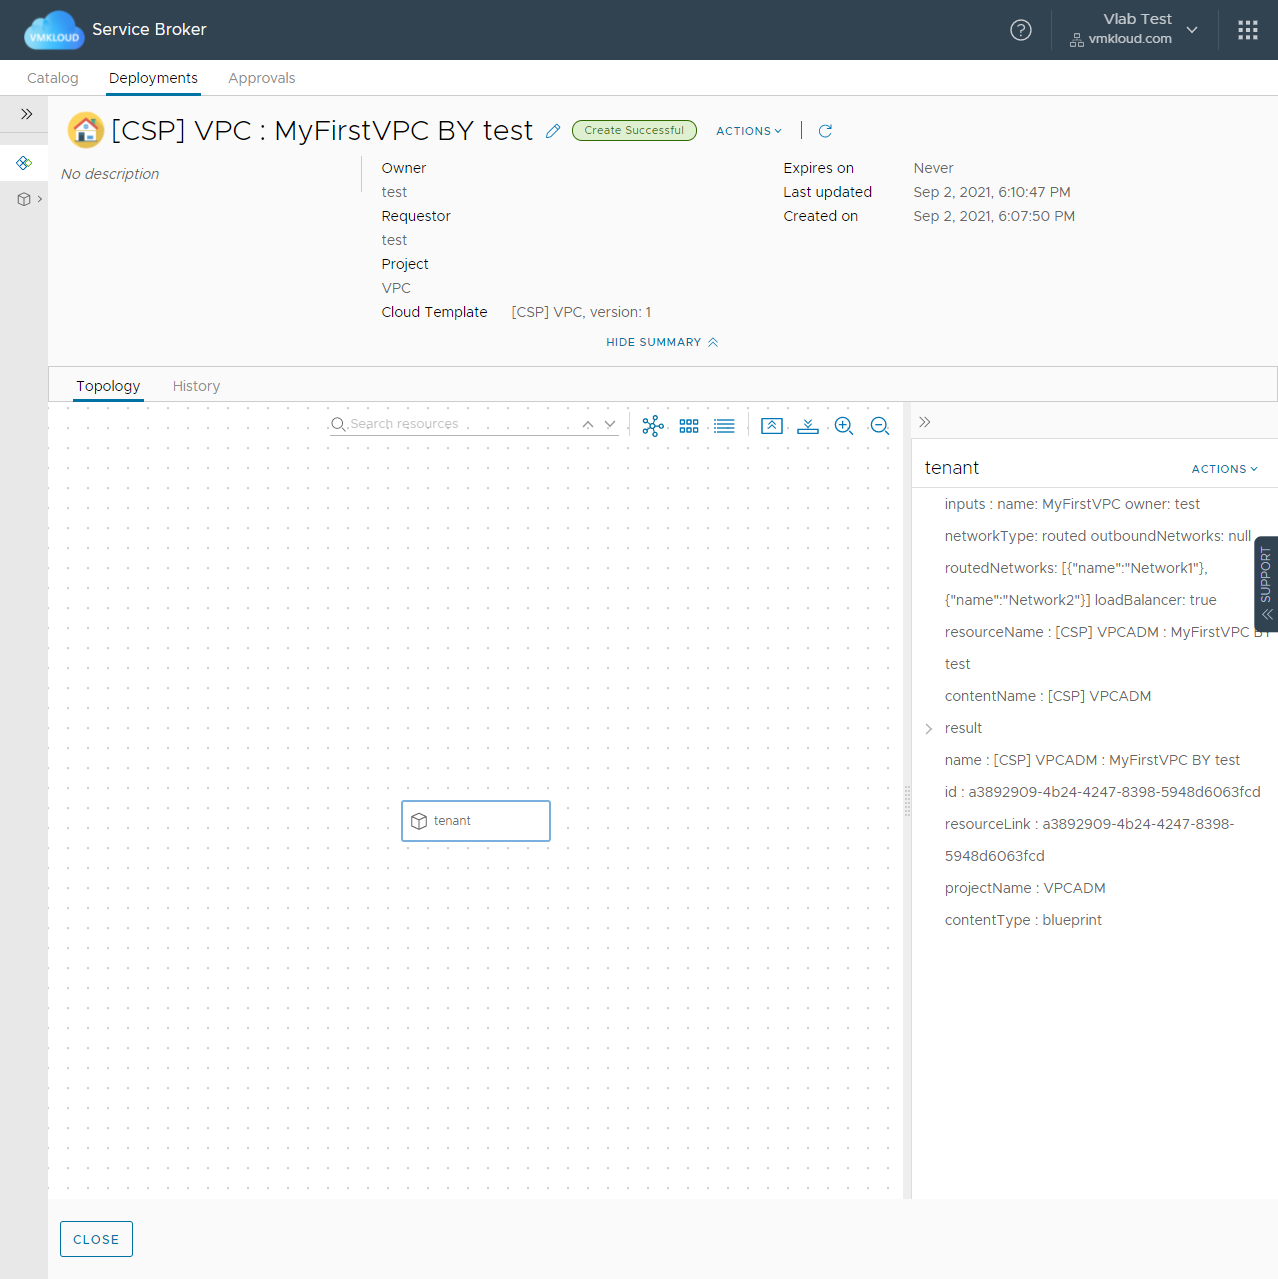 VMKLOUD Service Broker
Vlab Test
vmkloud.com
Catalog Deployments Approvals
[CSP] VPC : MyFirstVPC BY test Create Successful ACTIONS
No description
Owner
test
Requestor
test
Project
VPC
Cloud Template [CSP] VPC, version: 1
Expires on Never
Last updated Sep 2, 2021, 6:10:47 PM
Created on Sep 2, 2021, 6:07:50 PM
HIDE SUMMARY
Topology History
Search resources
tenant
tenant ACTIONS
inputs : name: MyFirstVPC owner: test
networkType: routed outboundNetworks: null
routedNetworks: [{"name":"Network1"},
{"name":"Network2"}] loadBalancer: true
resourceName : [CSP] VPCADM : MyFirstVPC BY
test
contentName : [CSP] VPCADM
result
name : [CSP] VPCADM : MyFirstVPC BY test
id : a3892909-4b24-4247-8398-5948d6063fcd
resourceLink : a3892909-4b24-4247-8398-
5948d6063fcd
projectName : VPCADM
contentType : blueprint
SUPPORT
CLOSE